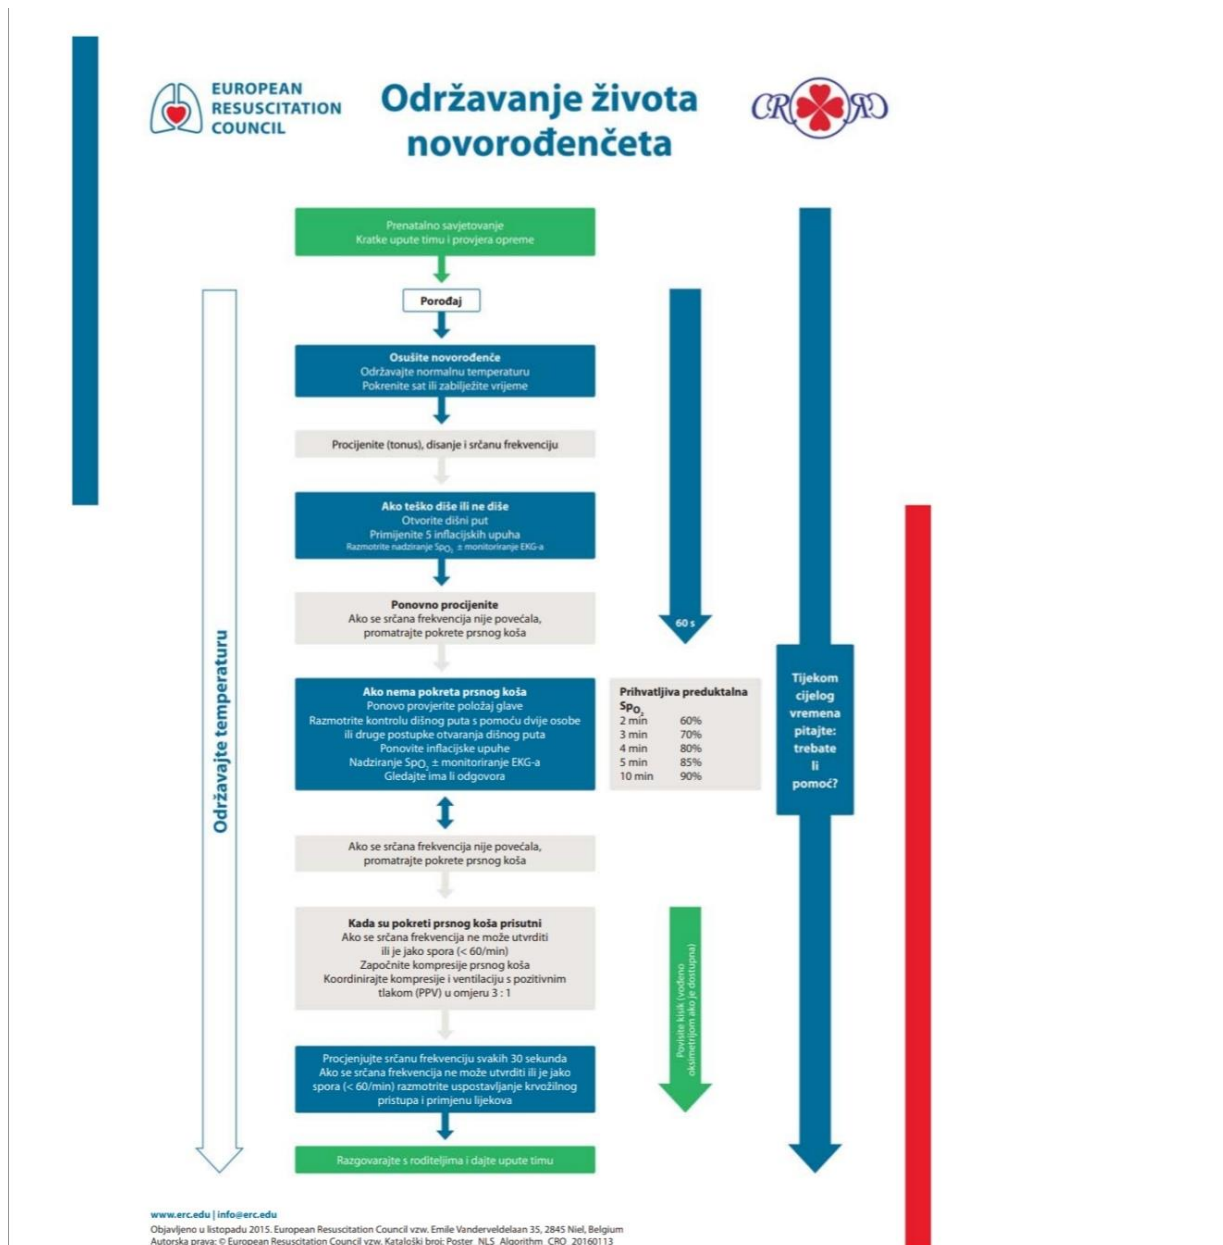 EUROPEAN
RESUSCITATION
COUNCIL
Održavanje života
novorođenčeta
Prenatalno savjetovanje
Kratke upute timu i provjera opreme
Porođaj
Osušite novorođenče
Održavajte normalnu temperaturu
Pokrenite sat ili zabilježite vrijeme
Procijenite (tonus), disanje i srčanu frekvenciju
Ako teško diše ili ne diše
Otvorite dišni put
Primijenite 5 inflacijskih upuha
Razmotrite nadziranje SpO₂ ± monitoriranje EKG-a
Ponovno procijenite
Ako se srčana frekvencija nije povećala,
promatrajte pokrete prsnog koša
60 s
Ako nema pokreta prsnog koša
Ponovo provjerite položaj glave
Razmotrite kontrolu dišnog puta s pomoću dvije osobe
ili druge postupke otvaranja dišnog puta
Ponovite inflacijske upuhe
Nadziranje SpO₂ ± monitoriranje EKG-a
Gledajte ima li odgovora
Prihvatljiva preduktalna
SpO₂
2 min 60%
3 min 70%
4 min 80%
5 min 85%
10 min 90%
Tijekom
cijelog
vremena
pitajte:
trebate
li
pomoć?
Održavajte temperaturu
Ako se srčana frekvencija nije povećala,
promatrajte pokrete prsnog koša
Kada su pokreti prsnog koša prisutni
Ako se srčana frekvencija ne može utvrditi
ili je jako spora (< 60/min)
Započnite kompresije prsnog koša
Koordinirajte kompresije i ventilaciju s pozitivnim
tlakom (PPV) u omjeru 3 : 1
Povisite kisik (vođeno
oksimetrijom ako je dostupna)
Procjenjujte srčanu frekvenciju svakih 30 sekunda
Ako se srčana frekvencija ne može utvrditi ili je jako
spora (< 60/min) razmotrite uspostavljanje krvožilnog
pristupa i primjenu lijekova
Razgovarajte s roditeljima i dajte upute timu
www.erc.edu | info@erc.edu
Objavljeno u listopadu 2015. European Resuscitation Council vzw. Emile Vanderveldelaan 35, 2845 Niel, Belgium
Autorska prava: © European Resuscitation Council vzw. Kataloški broj: Poster_NLS_Algorithm_CRO_20160113